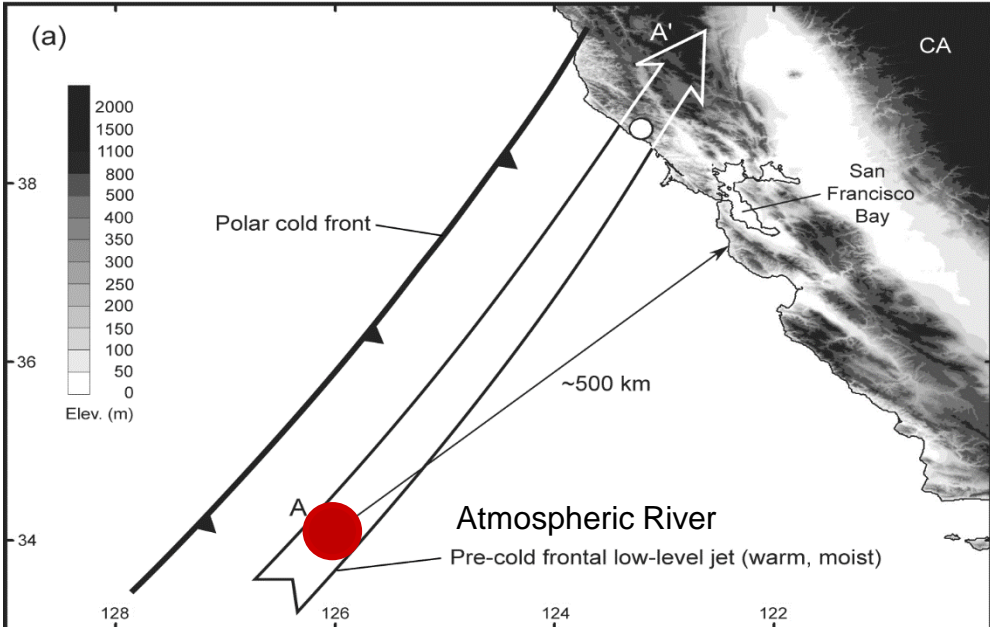 (a)
A'
CA
2000
1500
1100
800
500
400
350
300
250
200
150
100
50
0
Elev. (m)
38
36
34
San
Francisco
Bay
Polar cold front
~500 km
A
Atmospheric River
Pre-cold frontal low-level jet (warm, moist)
128
126
124
122